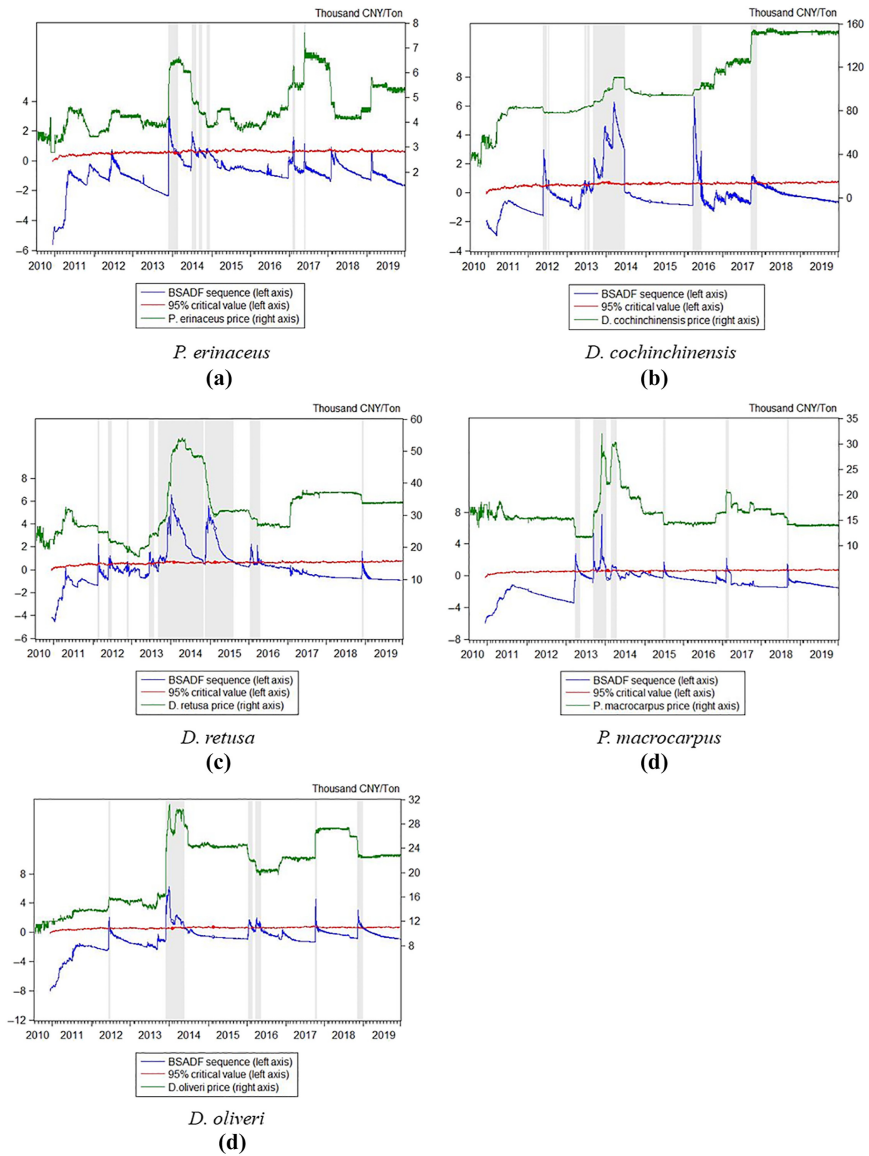 Thousand CNY/Ton
8
7
6
5
4
3
2
1
4
2
0
−2
−4
−6
2010 2011 2012 2013 2014 2015 2016 2017 2018 2019
BSADF sequence (left axis)
95% critical value (left axis)
P. erinaceus price (right axis)
P. erinaceus
(a)
Thousand CNY/Ton
160
120
80
40
0
8
6
4
2
0
−2
−4
2010 2011 2012 2013 2014 2015 2016 2017 2018 2019
BSADF sequence (left axis)
95% critical value (left axis)
D. cochinchinensis price (right axis)
D. cochinchinensis
(b)
Thousand CNY/Ton
60
50
40
30
20
10
8
6
4
2
0
−2
−4
−6
2010 2011 2012 2013 2014 2015 2016 2017 2018 2019
BSADF sequence (left axis)
95% critical value (left axis)
D. retusa price (right axis)
D. retusa
(c)
Thousand CNY/Ton
35
30
25
20
15
10
8
4
0
−4
−8
2010 2011 2012 2013 2014 2015 2016 2017 2018 2019
BSADF sequence (left axis)
95% critical value (left axis)
P. macrocarpus price (right axis)
P. macrocarpus
(d)
Thousand CNY/Ton
32
28
24
20
16
12
8
8
4
0
−4
−8
−12
2010 2011 2012 2013 2014 2015 2016 2017 2018 2019
BSADF sequence (left axis)
95% critical value (left axis)
D.oliveri price (right axis)
D. oliveri
(d)